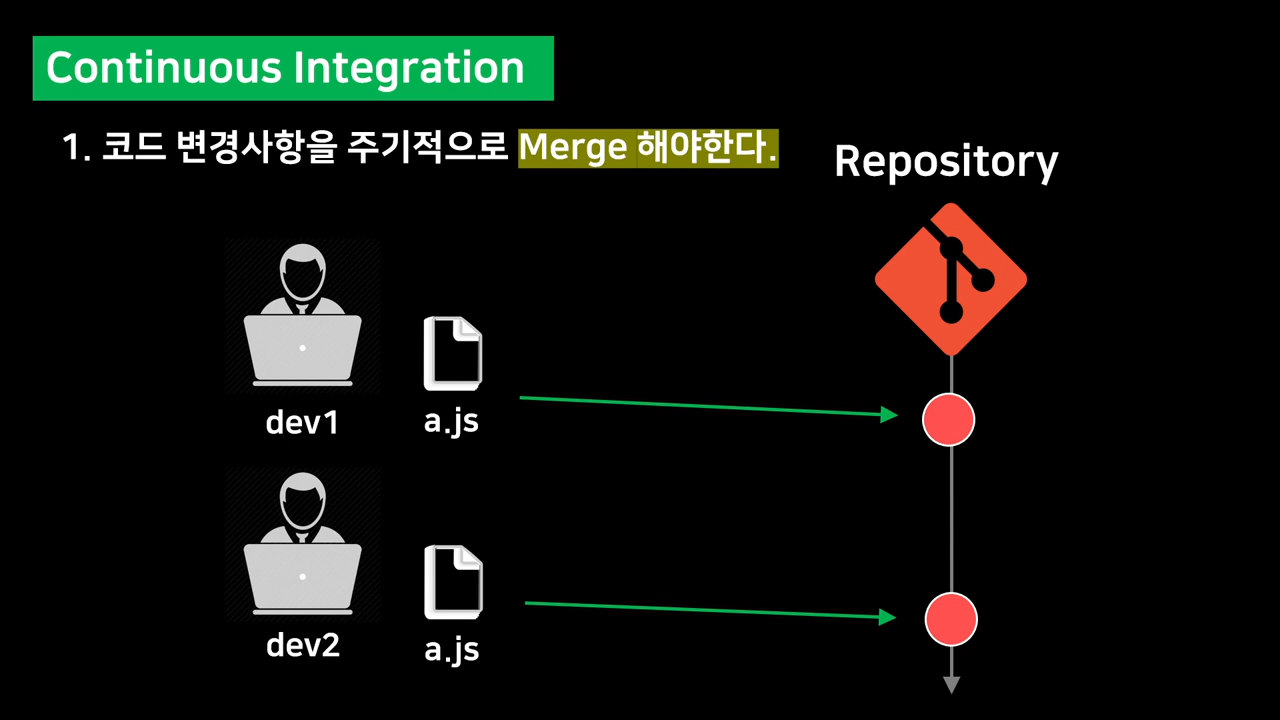 Continuous Integration
1. 코드 변경사항을 주기적으로 Merge 해야한다.
Repository
dev1
a.js
dev2
a.js